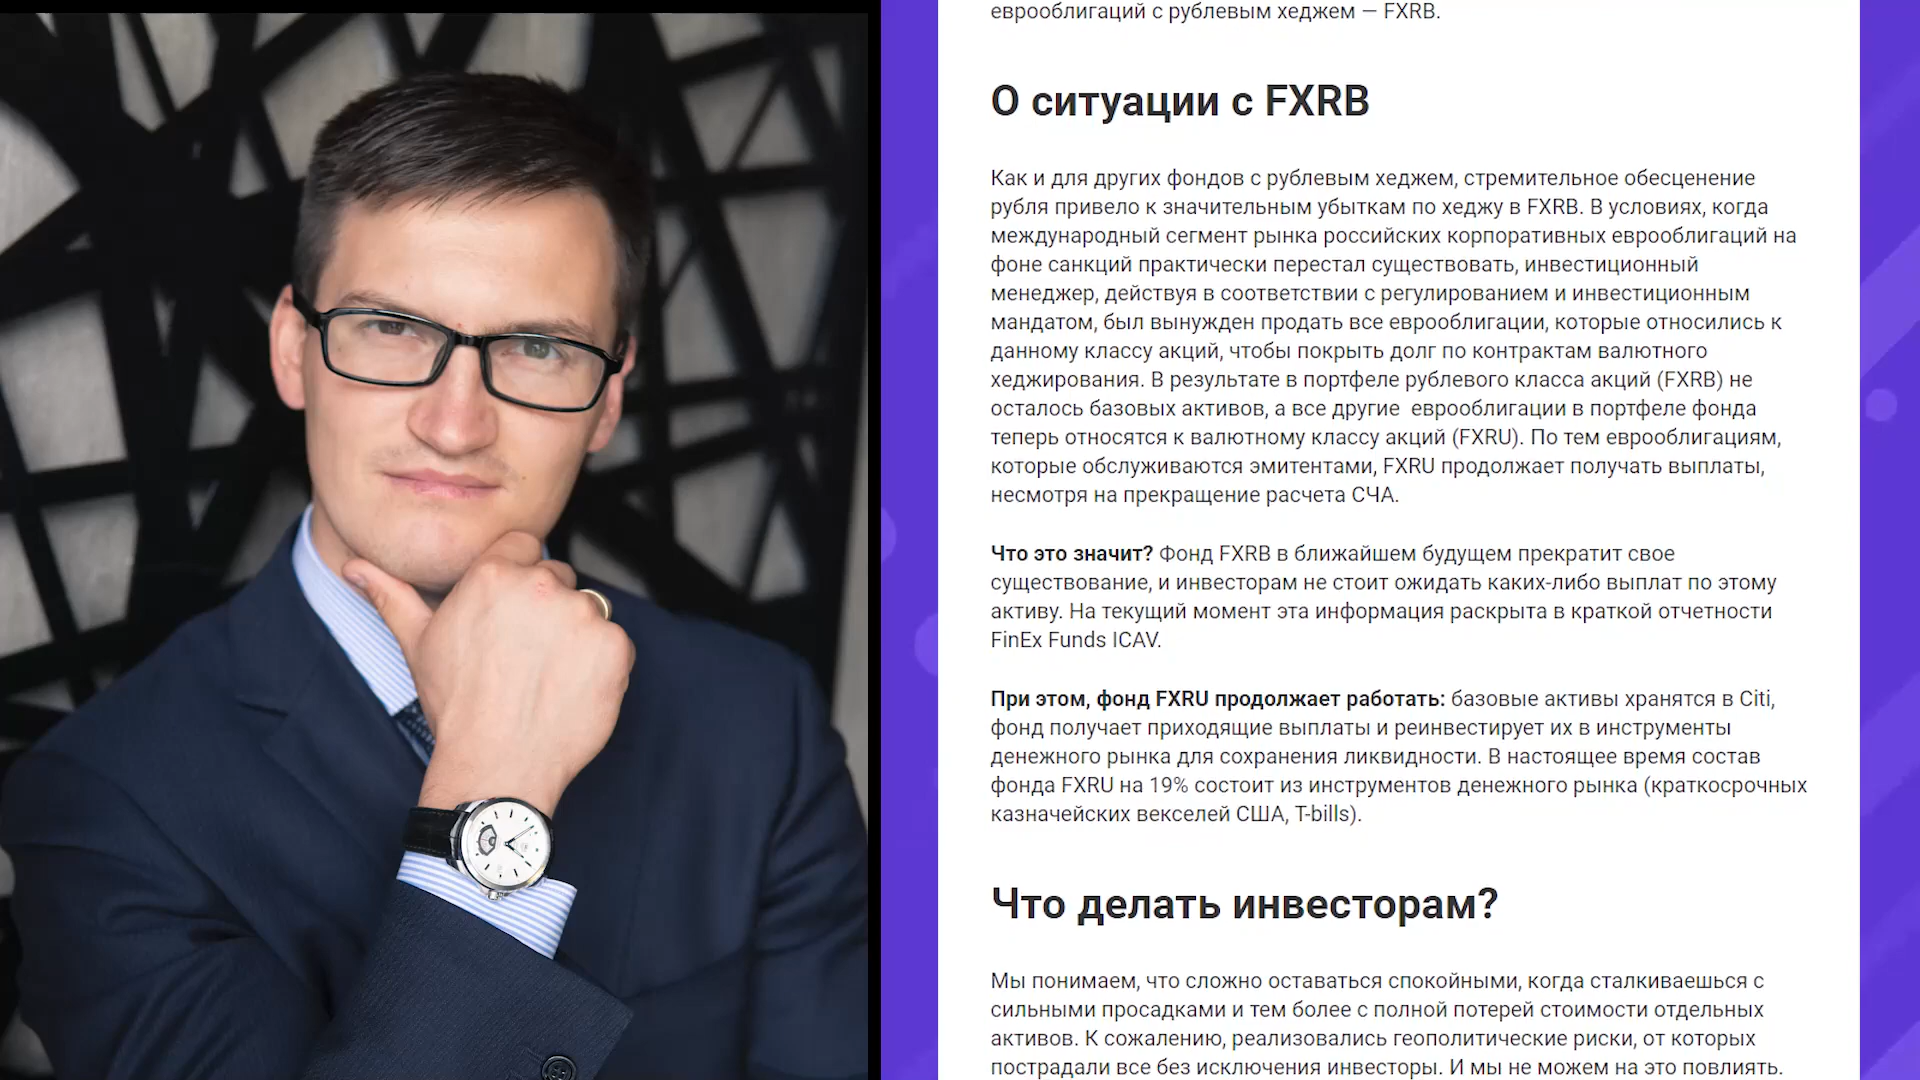 еврооблигаций с рублевым хеджем — FXRB.
О ситуации с FXRB
Как и для других фондов с рублевым хеджем, стремительное обесценение
рубля привело к значительным убыткам по хеджу в FXRB. В условиях, когда
международный сегмент рынка российских корпоративных еврооблигаций на
фоне санкций практически перестал существовать, инвестиционный
менеджер, действуя в соответствии с регулированием и инвестиционным
мандатом, был вынужден продать все еврооблигации, которые относились к
данному классу акций, чтобы покрыть долг по контрактам валютного
хеджирования. В результате в портфеле рублевого класса акций (FXRB) не
осталось базовых активов, а все другие  еврооблигации в портфеле фонда
теперь относятся к валютному классу акций (FXRU). По тем еврооблигациям,
которые обслуживаются эмитентами, FXRU продолжает получать выплаты,
несмотря на прекращение расчета СЧА.
Что это значит? Фонд FXRB в ближайшем будущем прекратит свое
существование, и инвесторам не стоит ожидать каких-либо выплат по этому
активу. На текущий момент эта информация раскрыта в краткой отчетности
FinEx Funds ICAV.
При этом, фонд FXRU продолжает работать: базовые активы хранятся в Citi,
фонд получает приходящие выплаты и реинвестирует их в инструменты
денежного рынка для сохранения ликвидности. В настоящее время состав
фонда FXRU на 19% состоит из инструментов денежного рынка (краткосрочных
казначейских векселей США, T-bills).
Что делать инвесторам?
Мы понимаем, что сложно оставаться спокойными, когда сталкиваешься с
сильными просадками и тем более с полной потерей стоимости отдельных
активов. К сожалению, реализовались геополитические риски, от которых
пострадали все без исключения инвесторы. И мы не можем на это повлиять.